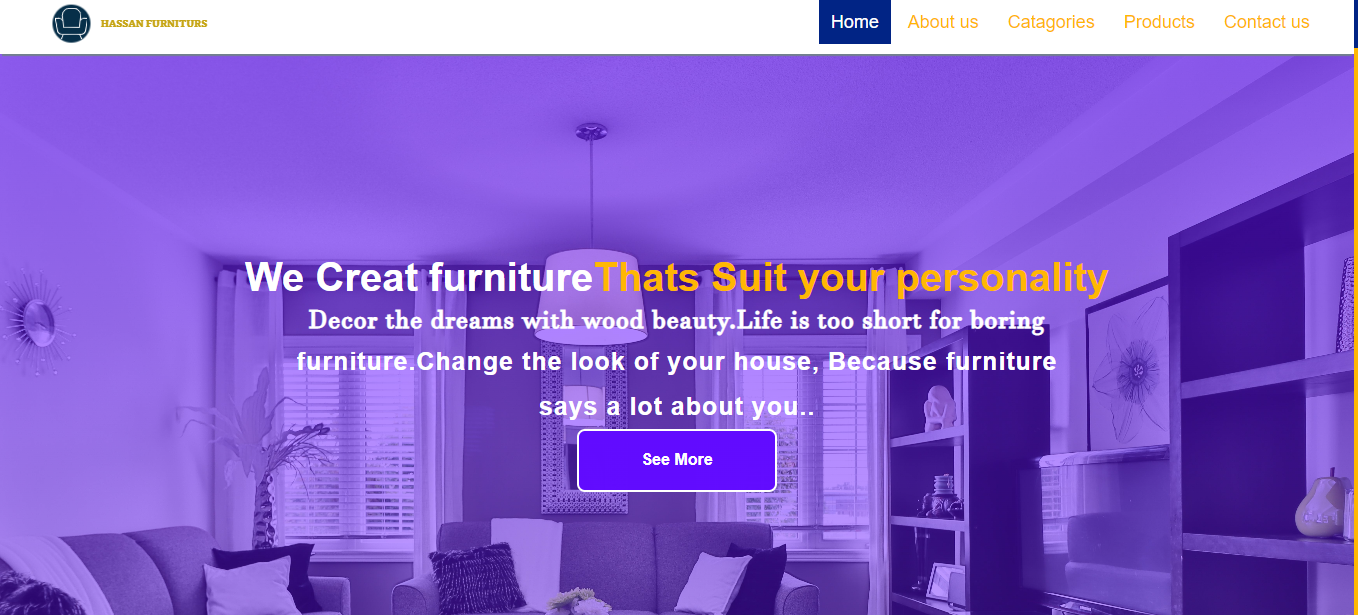 HASSAN FURNITURS
Home About us Catagories Products Contact us
We Creat furnitureThats Suit your personality
Decor the dreams with wood beauty.Life is too short for boring
furniture.Change the look of your house, Because furniture
says a lot about you..
See More